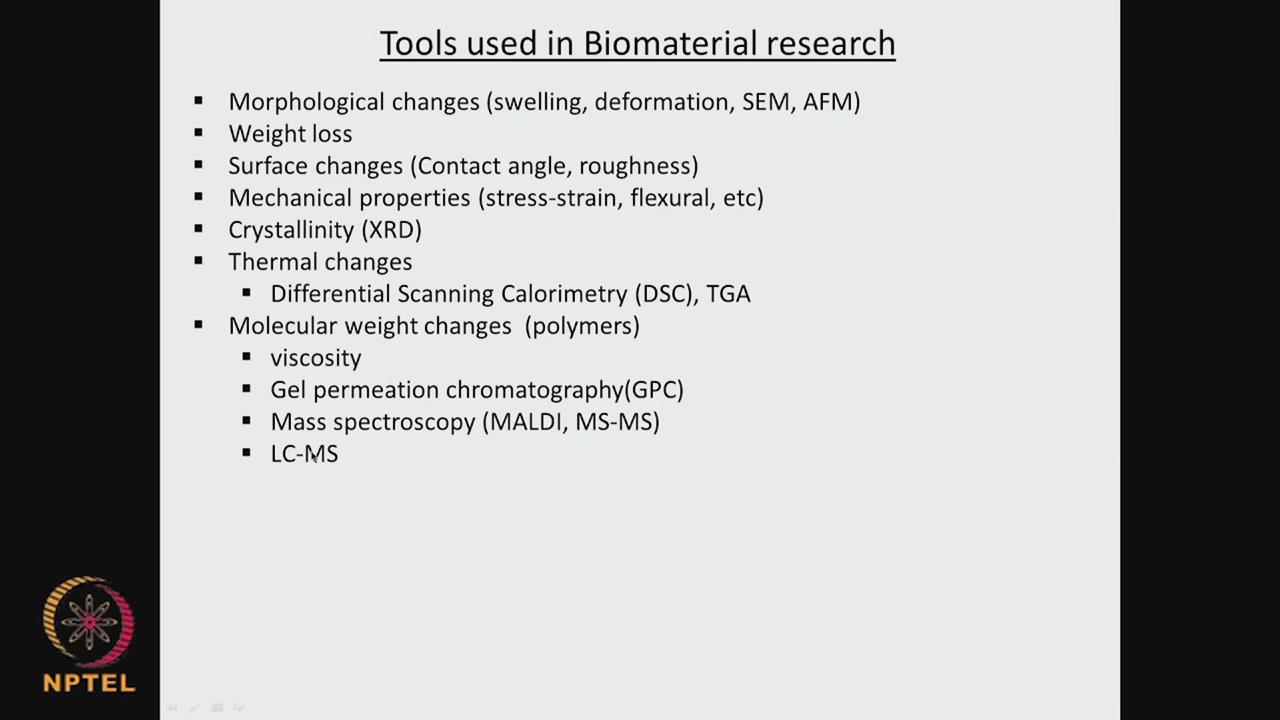 Tools used in Biomaterial research
▪ Morphological changes (swelling, deformation, SEM, AFM)
▪ Weight loss
▪ Surface changes (Contact angle, roughness)
▪ Mechanical properties (stress-strain, flexural, etc)
▪ Crystallinity (XRD)
▪ Thermal changes
▪ Differential Scanning Calorimetry (DSC), TGA
▪ Molecular weight changes (polymers)
▪ viscosity
▪ Gel permeation chromatography(GPC)
▪ Mass spectroscopy (MALDI, MS-MS)
▪ LC-MS
NPTEL